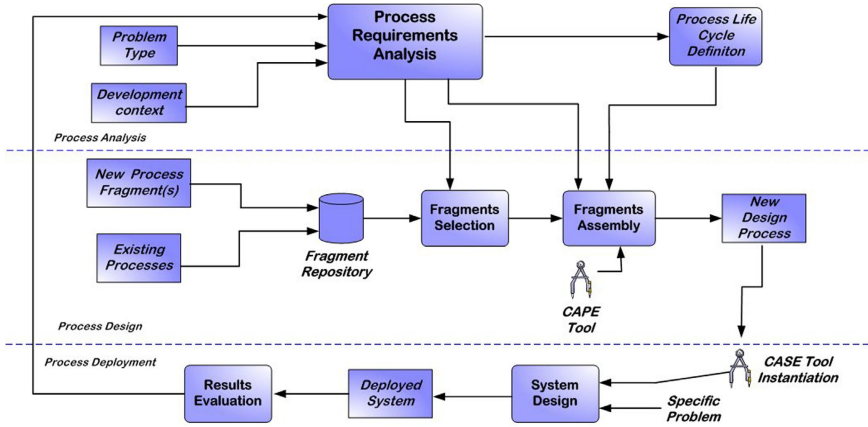 Process
Requirements
Analysis
Process Life
Cycle
Definiton
Problem
Type
Development
context
Process Analysis
New Process
Fragment(s)
Existing
Processes
Fragment
Repository
Fragments
Selection
Fragments
Assembly
New
Design
Process
CAPE
Tool
Process Design
Process Deployment
Results
Evaluation
Deployed
System
System
Design
CASE Tool
Instantiation
Specific
Problem